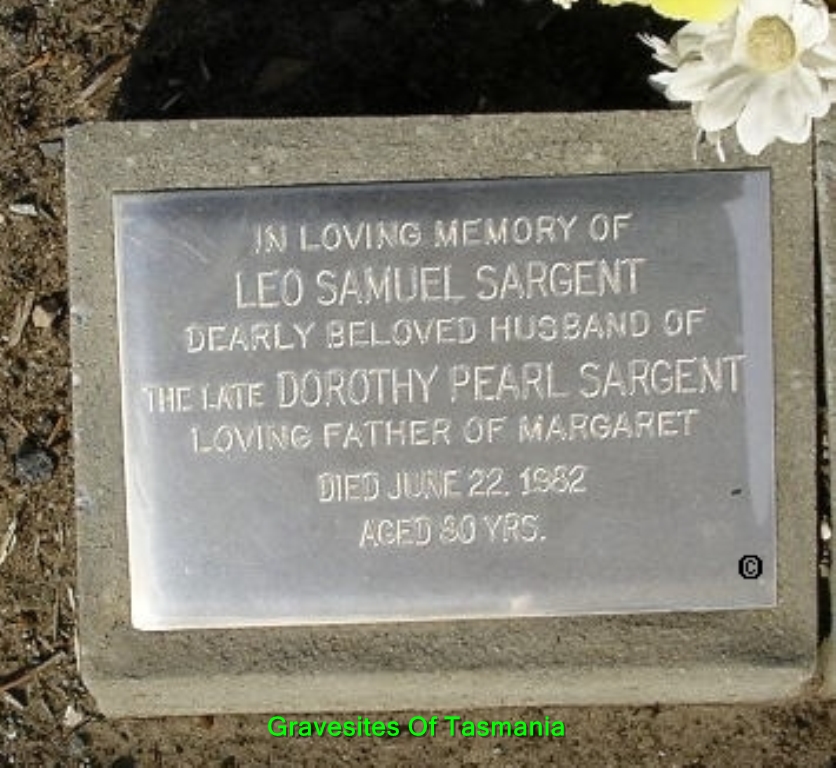 IN LOVING MEMORY OF
LEO SAMUEL SARGENT
DEARLY BELOVED HUSBAND OF
THE LATE DOROTHY PEARL SARGENT
LOVING FATHER OF MARGARET
DIED JUNE 22. 1982
AGED 80 YRS.
©
Gravesites Of Tasmania